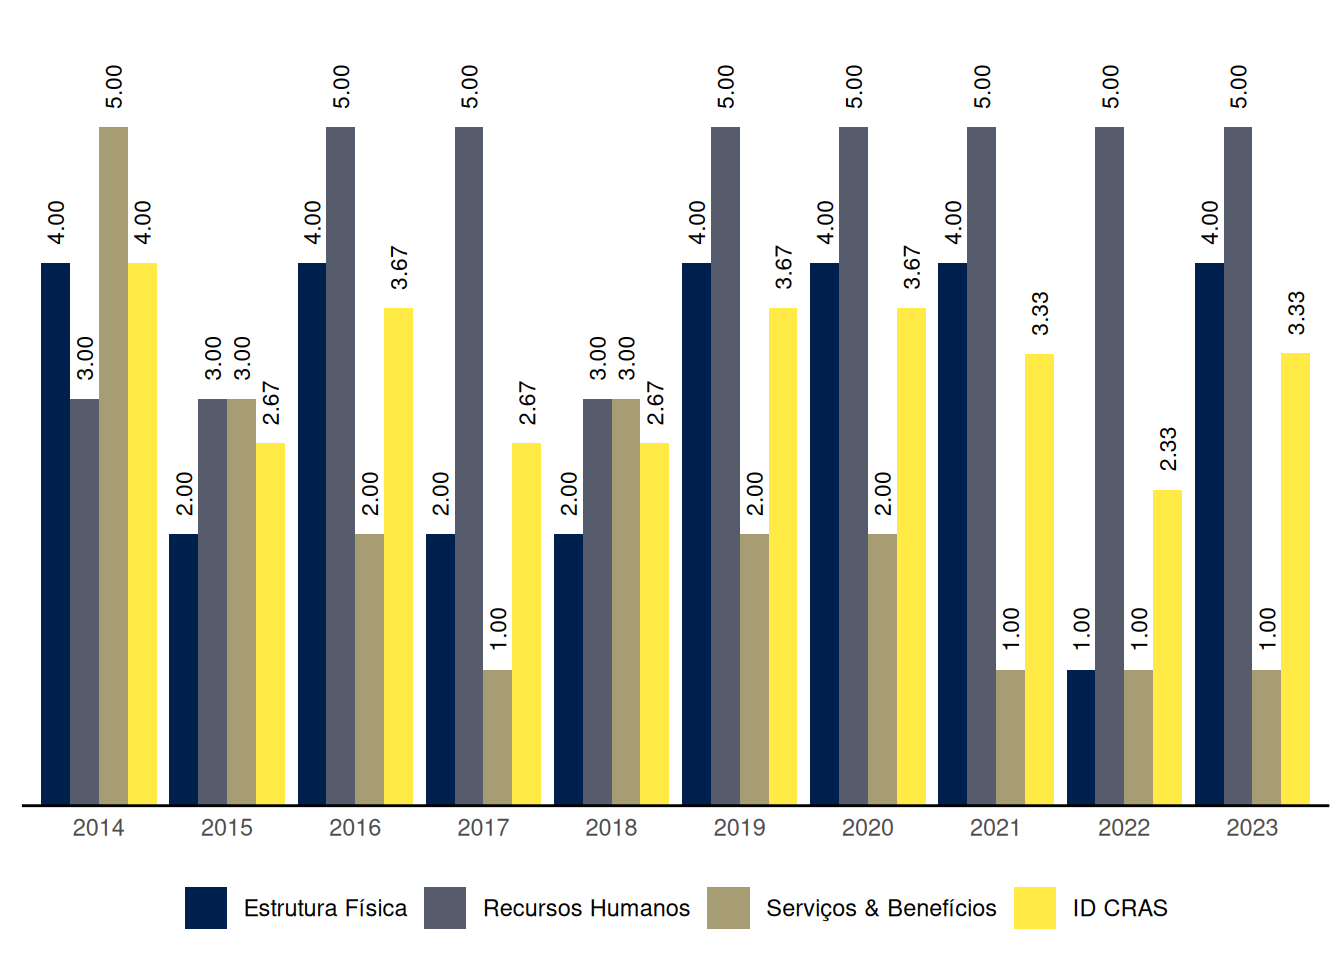 5.00 5.00 5.00 5.00 5.00 5.00 5.00 5.00
4.00 4.00 4.00 4.00 4.00 4.00 4.00
3.67 3.67 3.67
3.33 3.33
3.00 3.00 3.00 3.00 3.00
2.67 2.67 2.67
2.33
2.00 2.00 2.00 2.00 2.00 2.00
1.00 1.00 1.00 1.00 1.00
2014 2015 2016 2017 2018 2019 2020 2021 2022 2023
Estrutura Física Recursos Humanos Serviços & Benefícios ID CRAS